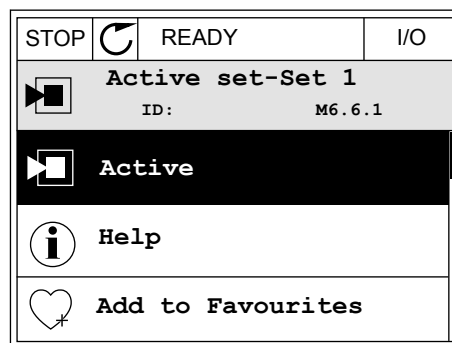 STOP READY I/O
Active set-Set 1
ID: M6.6.1
Active
Help
Add to Favourites